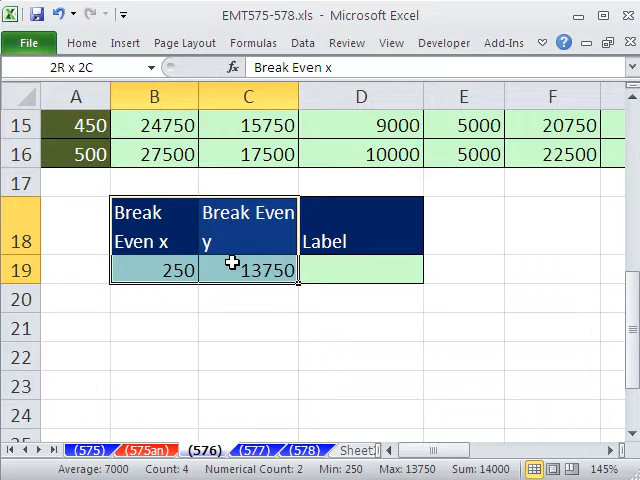 EMT575-578.xls - Microsoft Excel
File Home Insert Page Layout Formulas Data Review View Developer Add-Ins
2R x 2C fx Break Even x
A B C D E F
15 450 24750 15750 9000 5000 20750
16 500 27500 17500 10000 5000 22500
17
18 Break Even x Break Even y Label
19 250 13750
20
21
22
23
24
25
(575) (575an) (576) (577) (578) Sheet
Average: 7000 Count: 4 Numerical Count: 2 Min: 250 Max: 13750 Sum: 14000 145%